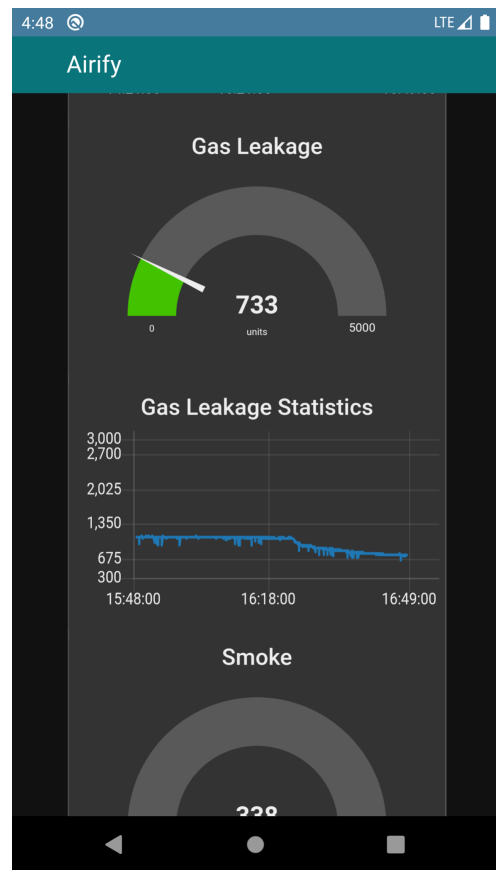 4:48 LTE
Airify
Gas Leakage
733
0 units 5000
Gas Leakage Statistics
3,000
2,700
2,025
1,350
675
300
15:48:00 16:18:00 16:49:00
Smoke
338